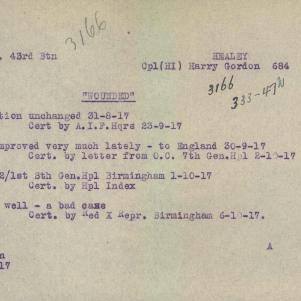 3166
43rd Btn HEALEY
Cpl(HI) Harry Gordon 684
"WOUNDED"
3166
tion unchanged 31-8-17
Cert by A.I.F.Hqrs 23-9-17
mproved very much lately - to England 30-9-17
Cert. by letter from O.C. 7th Gen.Hpl 2-10-17
2/1st Bth Gen.Hpl Birmingham 1-10-17
Cert by Hpl Index
well - a bad case
Cert. by Red X Repr. Birmingham 6-10-17.
A
n
17